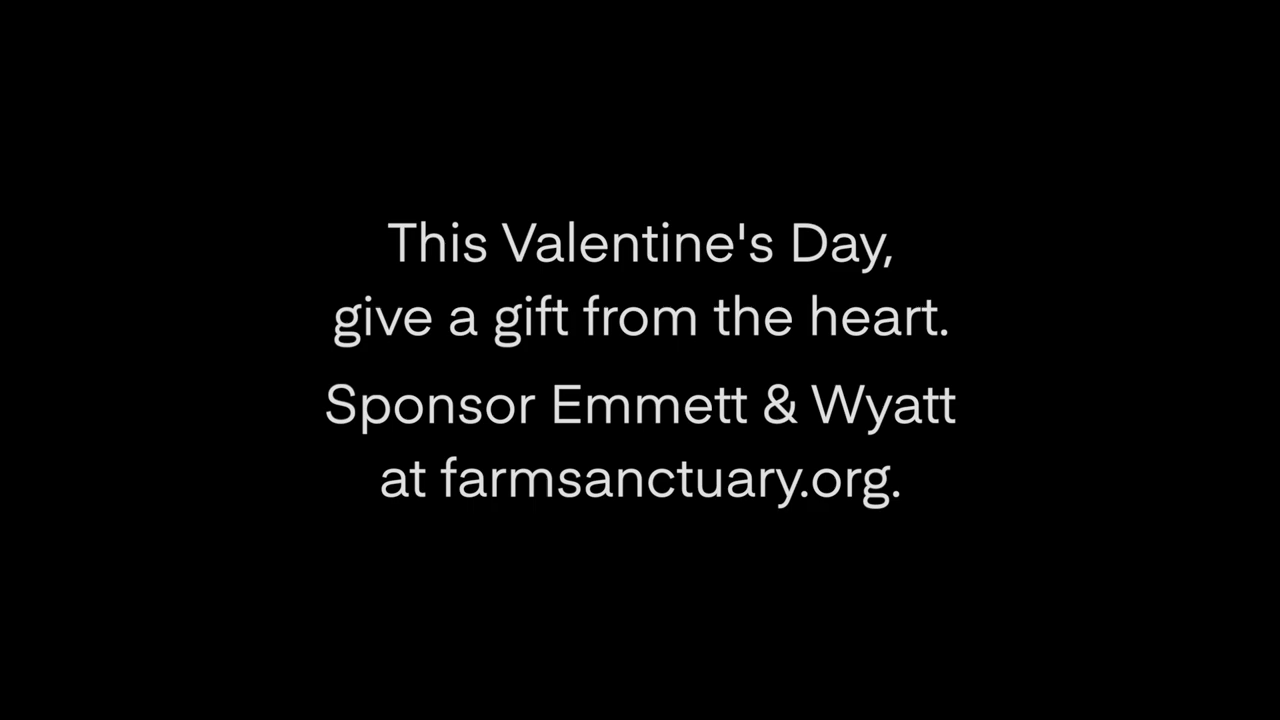 This Valentine's Day,
give a gift from the heart.
Sponsor Emmett & Wyatt
at farmsanctuary.org.